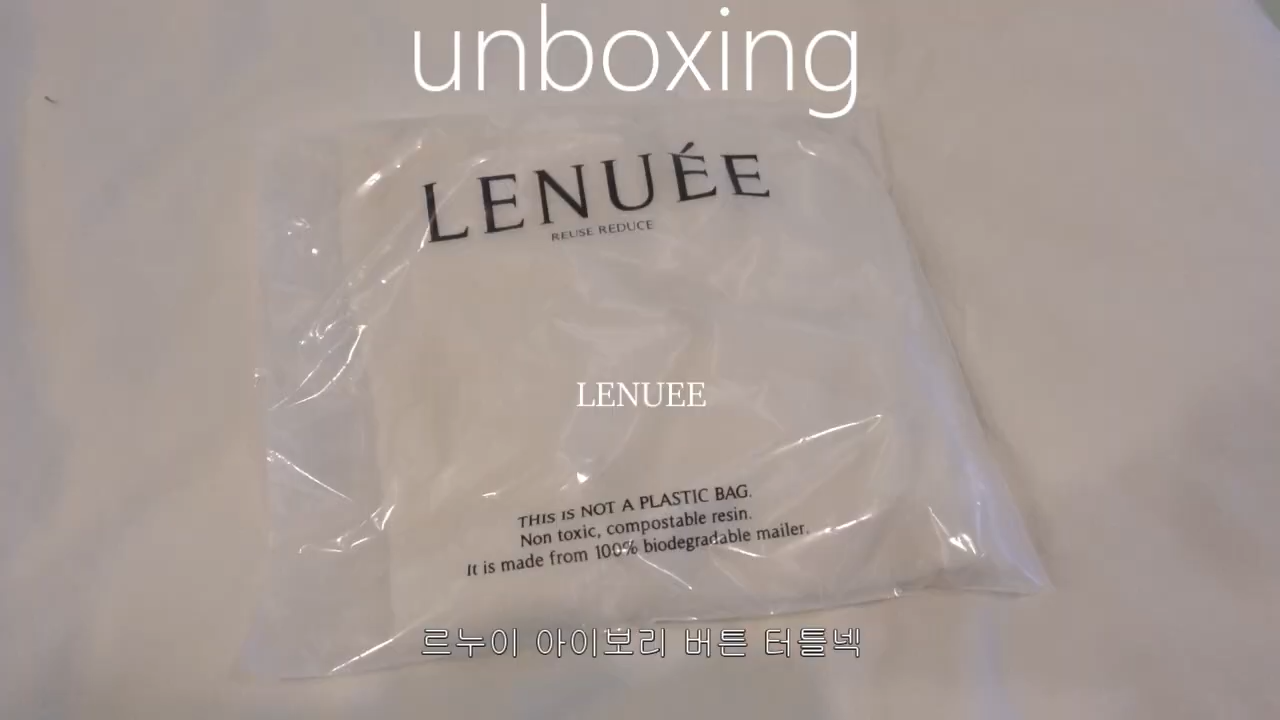 unboxing
LENUÉE
REUSE REDUCE
LENUEE
THIS IS NOT A PLASTIC BAG.
Non toxic, compostable resin.
It is made from 100% biodegradable mailer.
르누이 아이보리 버튼 터틀넥